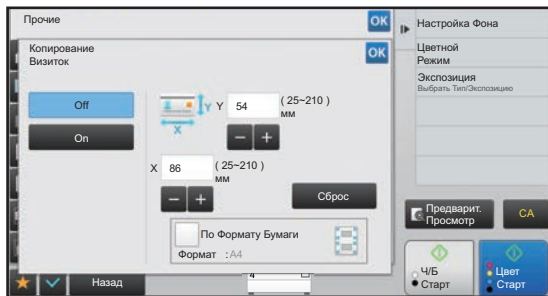 Прочие
OK
Копирование
Визиток
OK
Off
On
Y
X
Y 54 ( 25~210 )
мм
X 86 ( 25~210 )
мм
Сброс
По Формату Бумаги
Формат :A4
Назад
4
Настройка Фона
Цветной
Режим
Экспозиция
Выбрать Тип/Экспозицию
Предварит.
Просмотр
CA
Ч/Б
Старт
Цвет
Старт